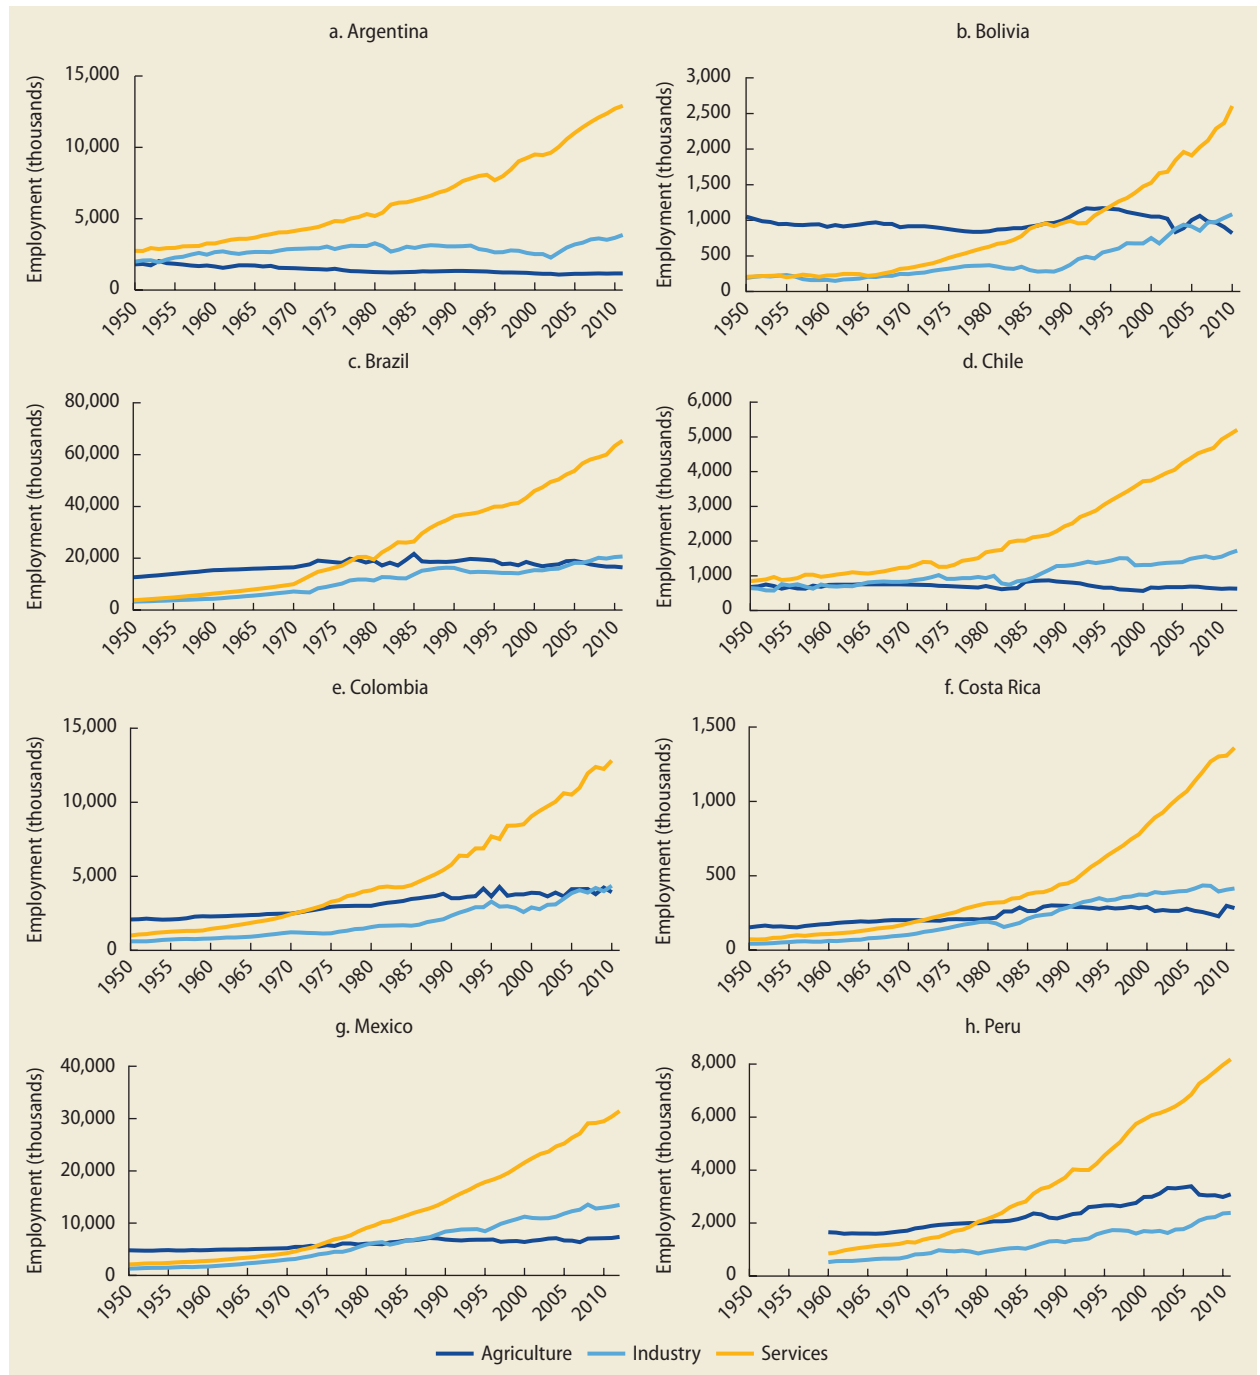 a. Argentina
Employment (thousands)
15,000
10,000
5,000
0
1950 1955 1960 1965 1970 1975 1980 1985 1990 1995 2000 2005 2010
b. Bolivia
Employment (thousands)
3,000
2,500
2,000
1,500
1,000
500
0
1950 1955 1960 1965 1970 1975 1980 1985 1990 1995 2000 2005 2010
c. Brazil
Employment (thousands)
80,000
60,000
40,000
20,000
0
1950 1955 1960 1965 1970 1975 1980 1985 1990 1995 2000 2005 2010
d. Chile
Employment (thousands)
6,000
5,000
4,000
3,000
2,000
1,000
0
1950 1955 1960 1965 1970 1975 1980 1985 1990 1995 2000 2005 2010
e. Colombia
Employment (thousands)
15,000
10,000
5,000
0
1950 1955 1960 1965 1970 1975 1980 1985 1990 1995 2000 2005 2010
f. Costa Rica
Employment (thousands)
1,500
1,000
500
0
1950 1955 1960 1965 1970 1975 1980 1985 1990 1995 2000 2005 2010
g. Mexico
Employment (thousands)
40,000
30,000
20,000
10,000
0
1950 1955 1960 1965 1970 1975 1980 1985 1990 1995 2000 2005 2010
h. Peru
Employment (thousands)
8,000
6,000
4,000
2,000
0
1950 1955 1960 1965 1970 1975 1980 1985 1990 1995 2000 2005 2010
Agriculture Industry Services